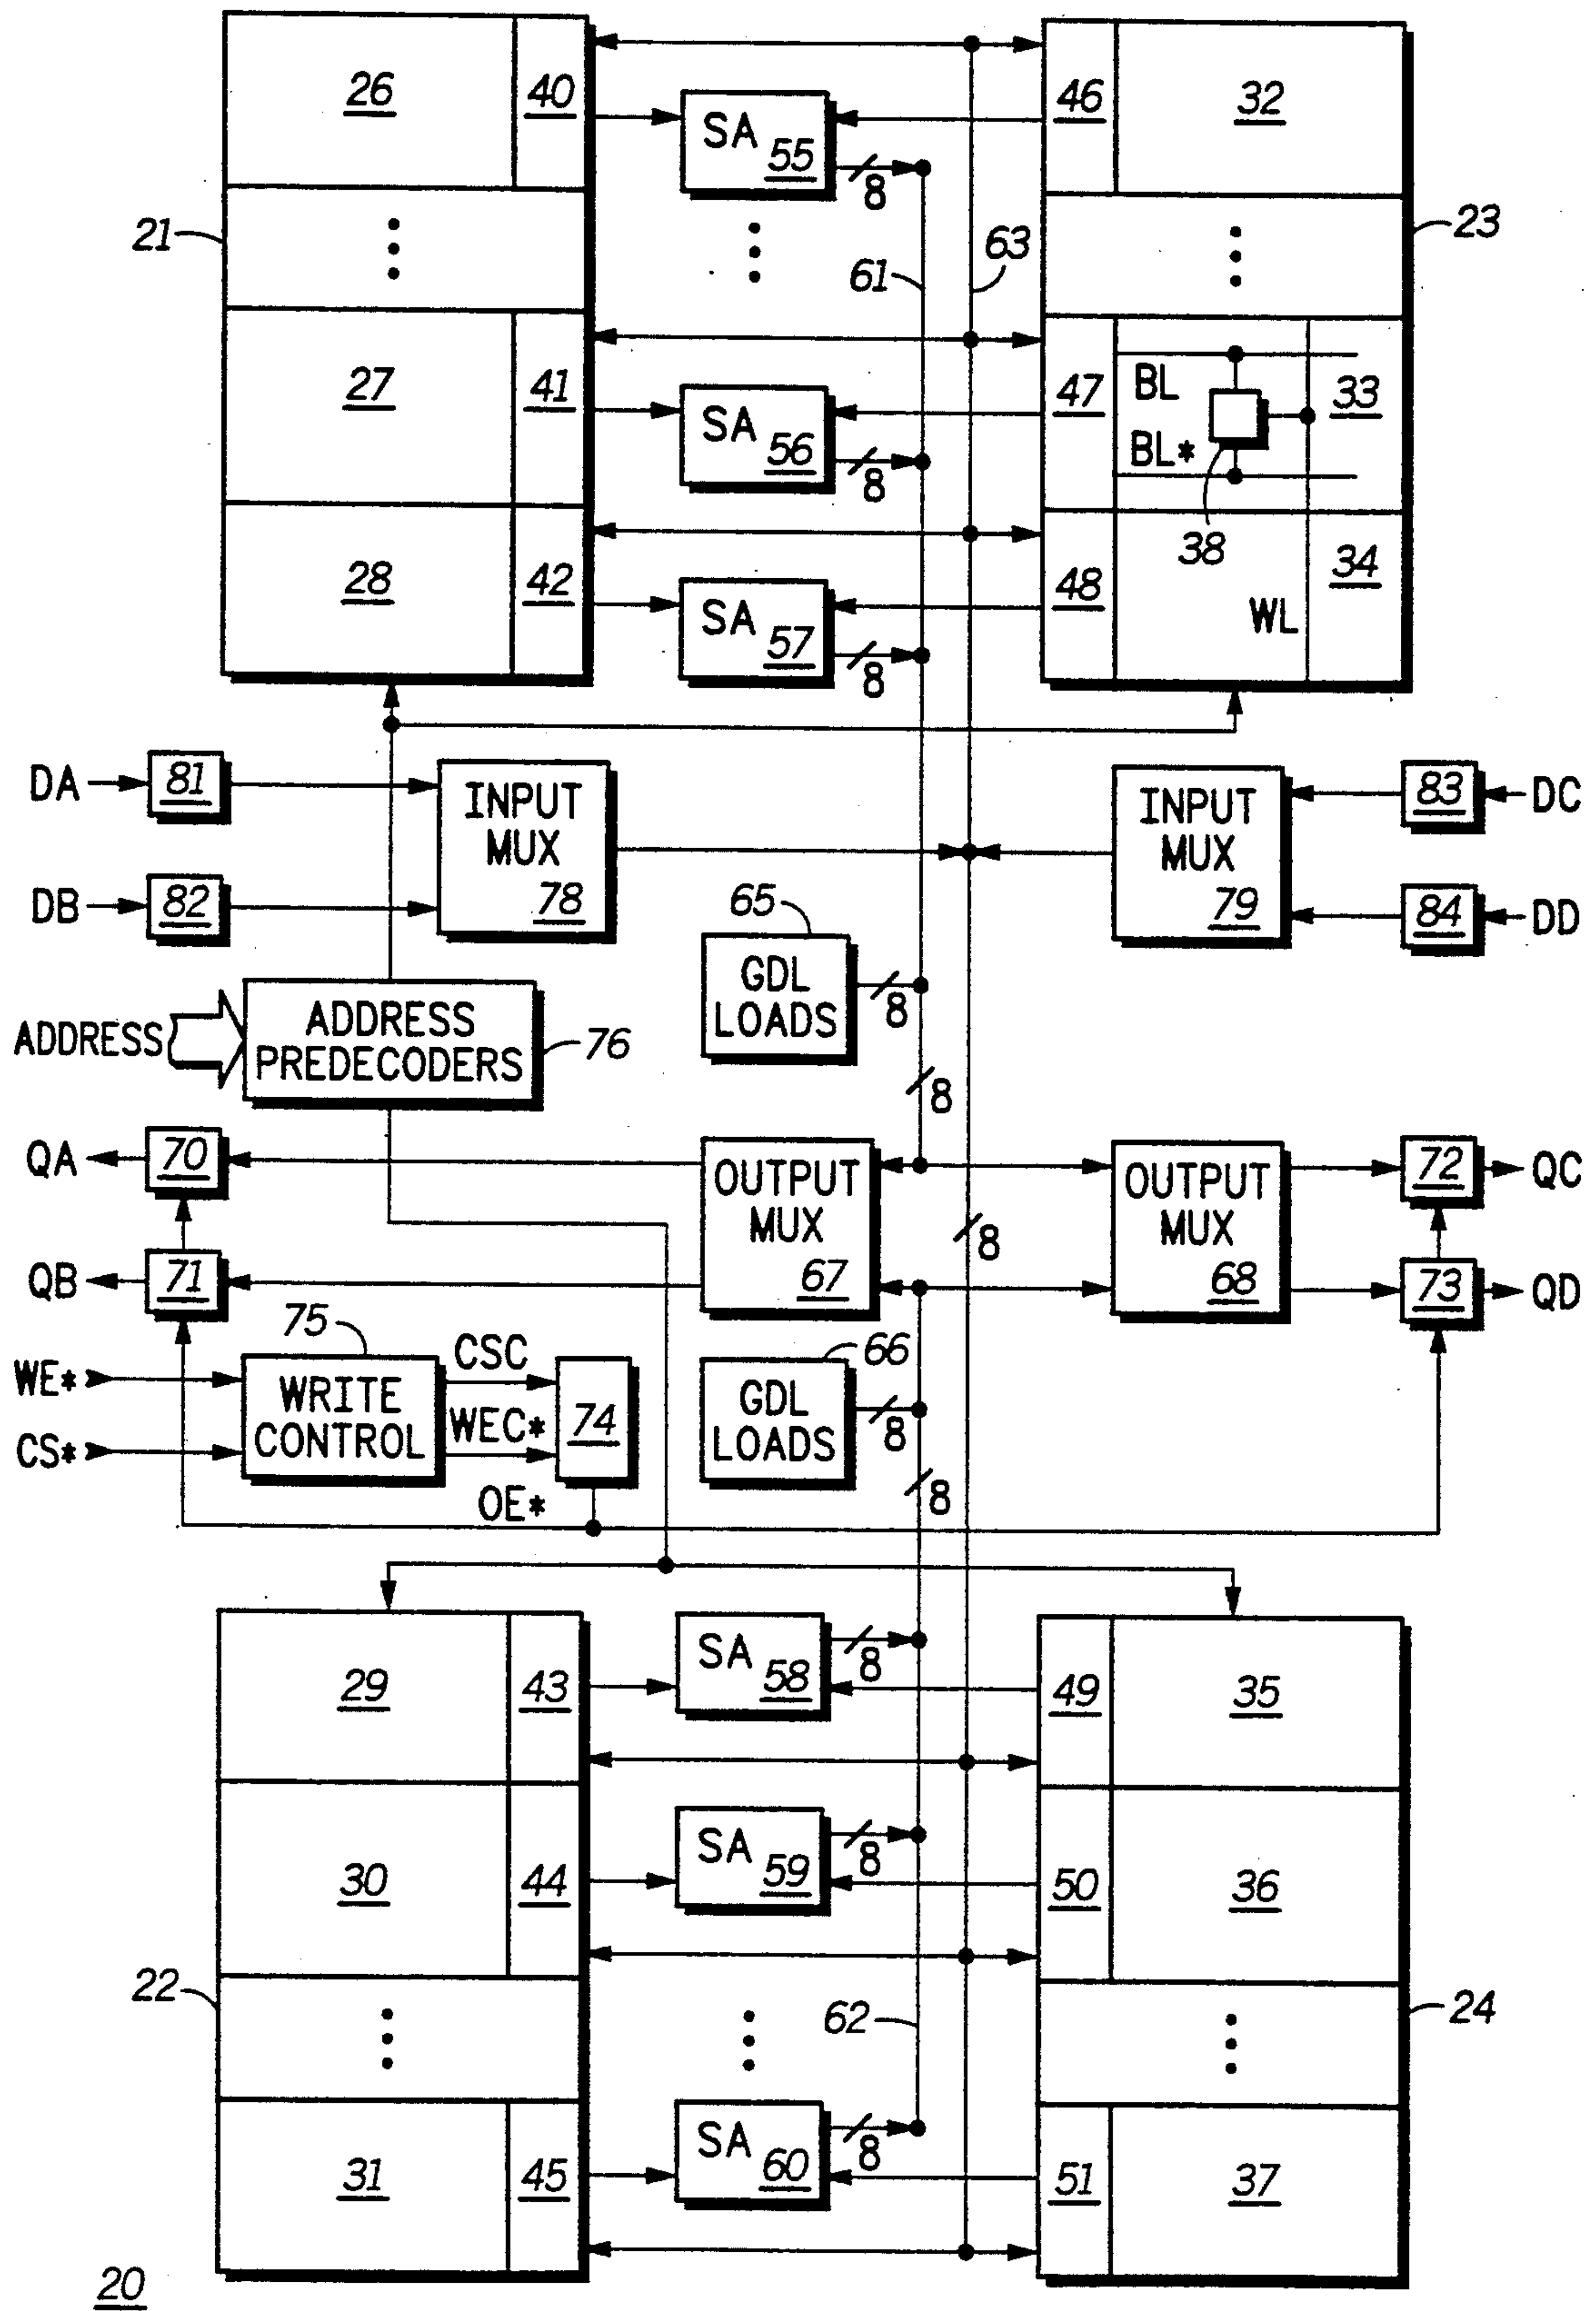 26
40
46
32
SA
55
8
21
23
61
63
27
41
SA
56
8
47
BL
BL*
33
38
28
42
SA
57
8
48
34
WL
DA
81
INPUT
MUX
78
INPUT
MUX
79
83
DC
DB
82
84
DD
65
GDL
LOADS
8
ADDRESS
ADDRESS
PREDECODERS
76
8
QA
70
OUTPUT
MUX
67
OUTPUT
MUX
68
72
QC
8
QB
71
73
QD
75
66
WE*
CS*
WRITE
CONTROL
CSC
WEC*
74
OE*
GDL
LOADS
8
8
29
43
SA
58
8
49
35
30
44
SA
59
8
50
36
22
62
24
31
45
SA
60
8
51
37
20